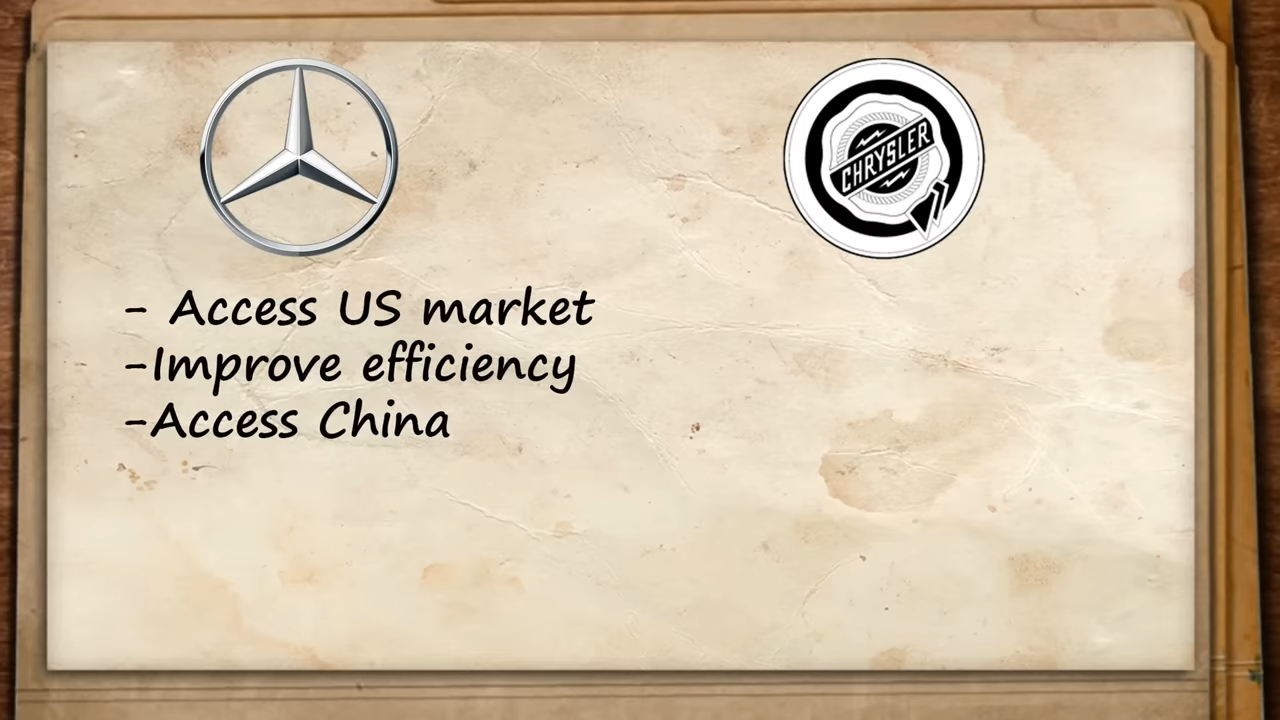 CHRYSLER
- Access US market
-Improve efficiency
-Access China